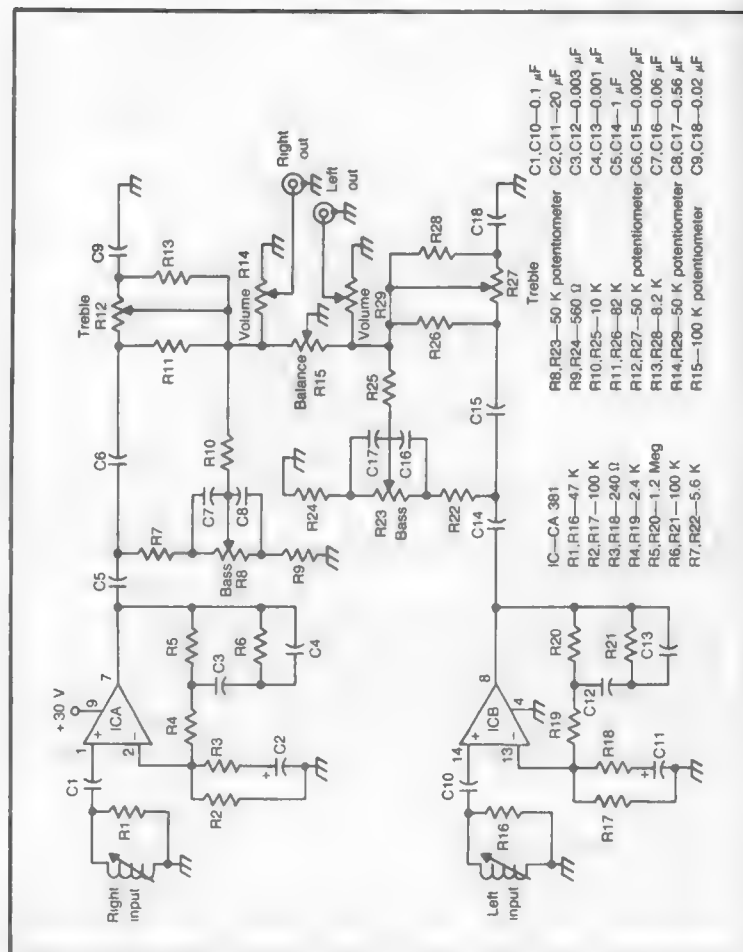 +30 V
9
1
+
2
−
ICA
7
Right
input
R1
C1
R2
R3
+
C2
R4
R5
C3
R6
C4
C5
C6
R7
Bass
R8
C7
C8
R9
R10
R11
Treble
R12
C9
R13
Volume
R14
Right
out
Balance
R15
Left
out
Volume
R29
Left
input
R16
C10
14
+
13
−
ICB
8
4
R17
R18
+
C11
R19
R20
C12
R21
C13
C14
C15
R24
R23
Bass
C17
C16
R22
R25
R26
R28
C18
R27
Treble
IC—CA 381
R1,R16—47 K
R2,R17—100 K
R3,R18—240 Ω
R4,R19—2.4 K
R5,R20—1.2 Meg
R6,R21—100 K
R7,R22—5.6 K
R8,R23—50 K potentiometer
R9,R24—560 Ω
R10,R25—10 K
R11,R26—82 K
R12,R27—50 K potentiometer
R13,R28—8.2 K
R14,R29—50 K potentiometer
R15—100 K potentiometer
C1,C10—0.1 µF
C2,C11—20 µF
C3,C12—0.003 µF
C4,C13—0.001 µF
C5,C14—1 µF
C6,C15—0.002 µF
C7,C16—0.06 µF
C8,C17—0.56 µF
C9,C18—0.02 µF